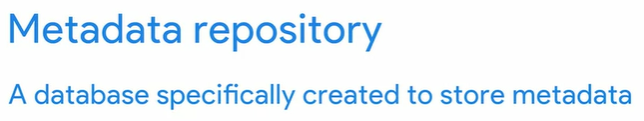 Metadata repository
A database specifically created to store metadata